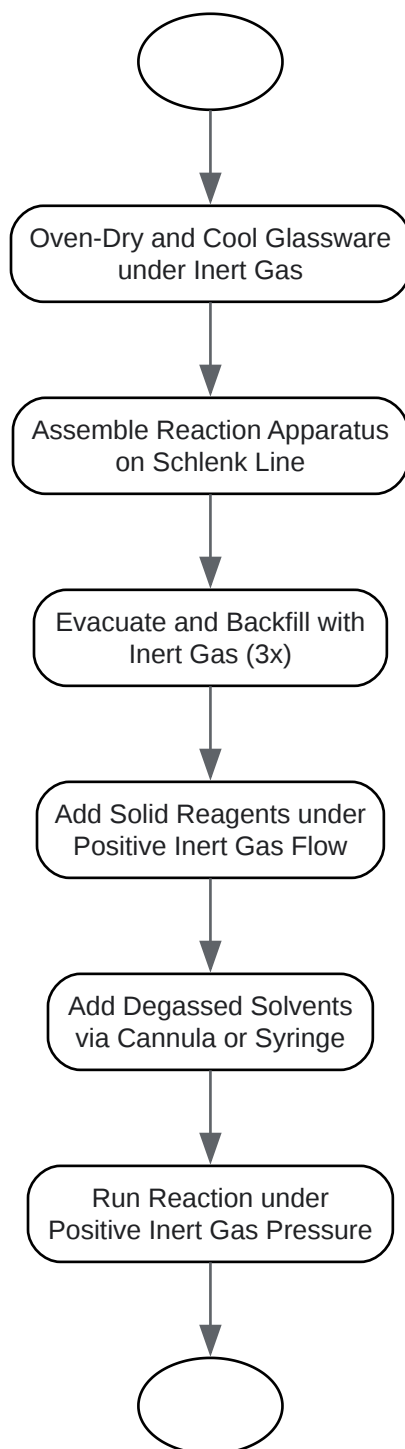 Oven-Dry and Cool Glassware
under Inert Gas
Assemble Reaction Apparatus
on Schlenk Line
Evacuate and Backfill with
Inert Gas (3x)
Add Solid Reagents under
Positive Inert Gas Flow
Add Degassed Solvents
via Cannula or Syringe
Run Reaction under
Positive Inert Gas Pressure